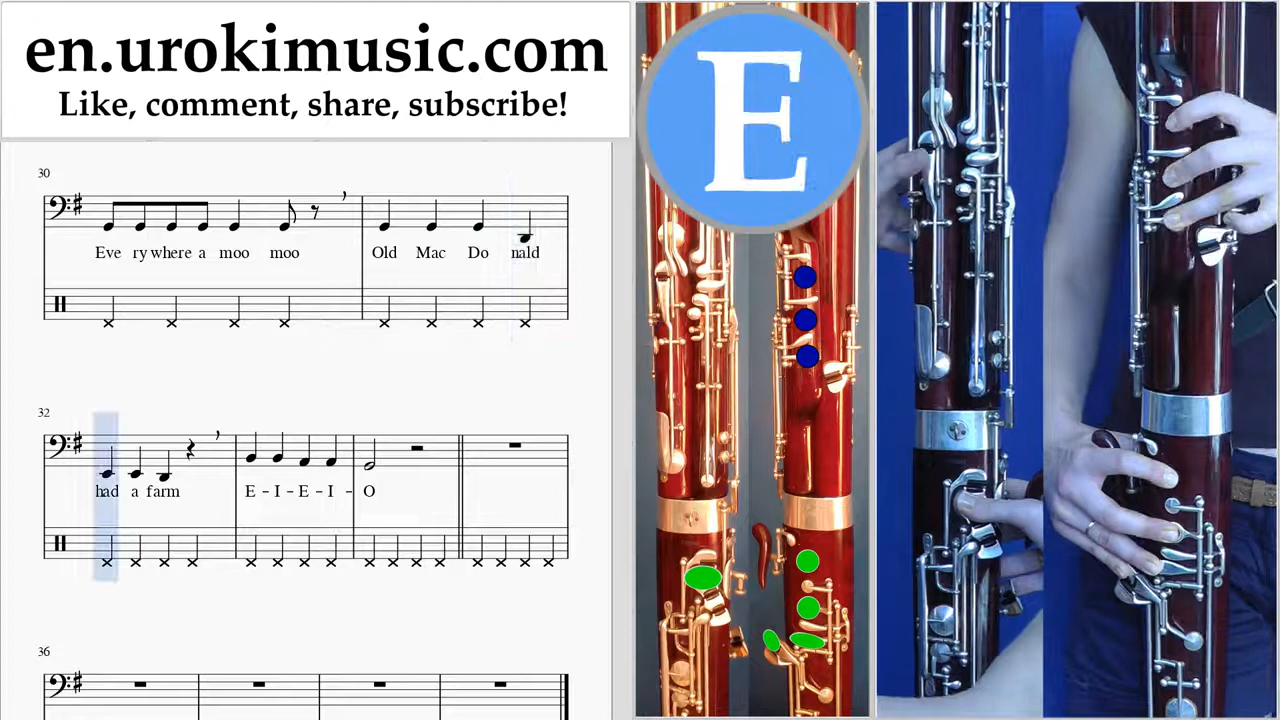 en.urokimusic.com
Like, comment, share, subscribe!
E
30
Eve ry where a moo moo Old Mac Do nald
32
had a farm E - I - E - I - O
36